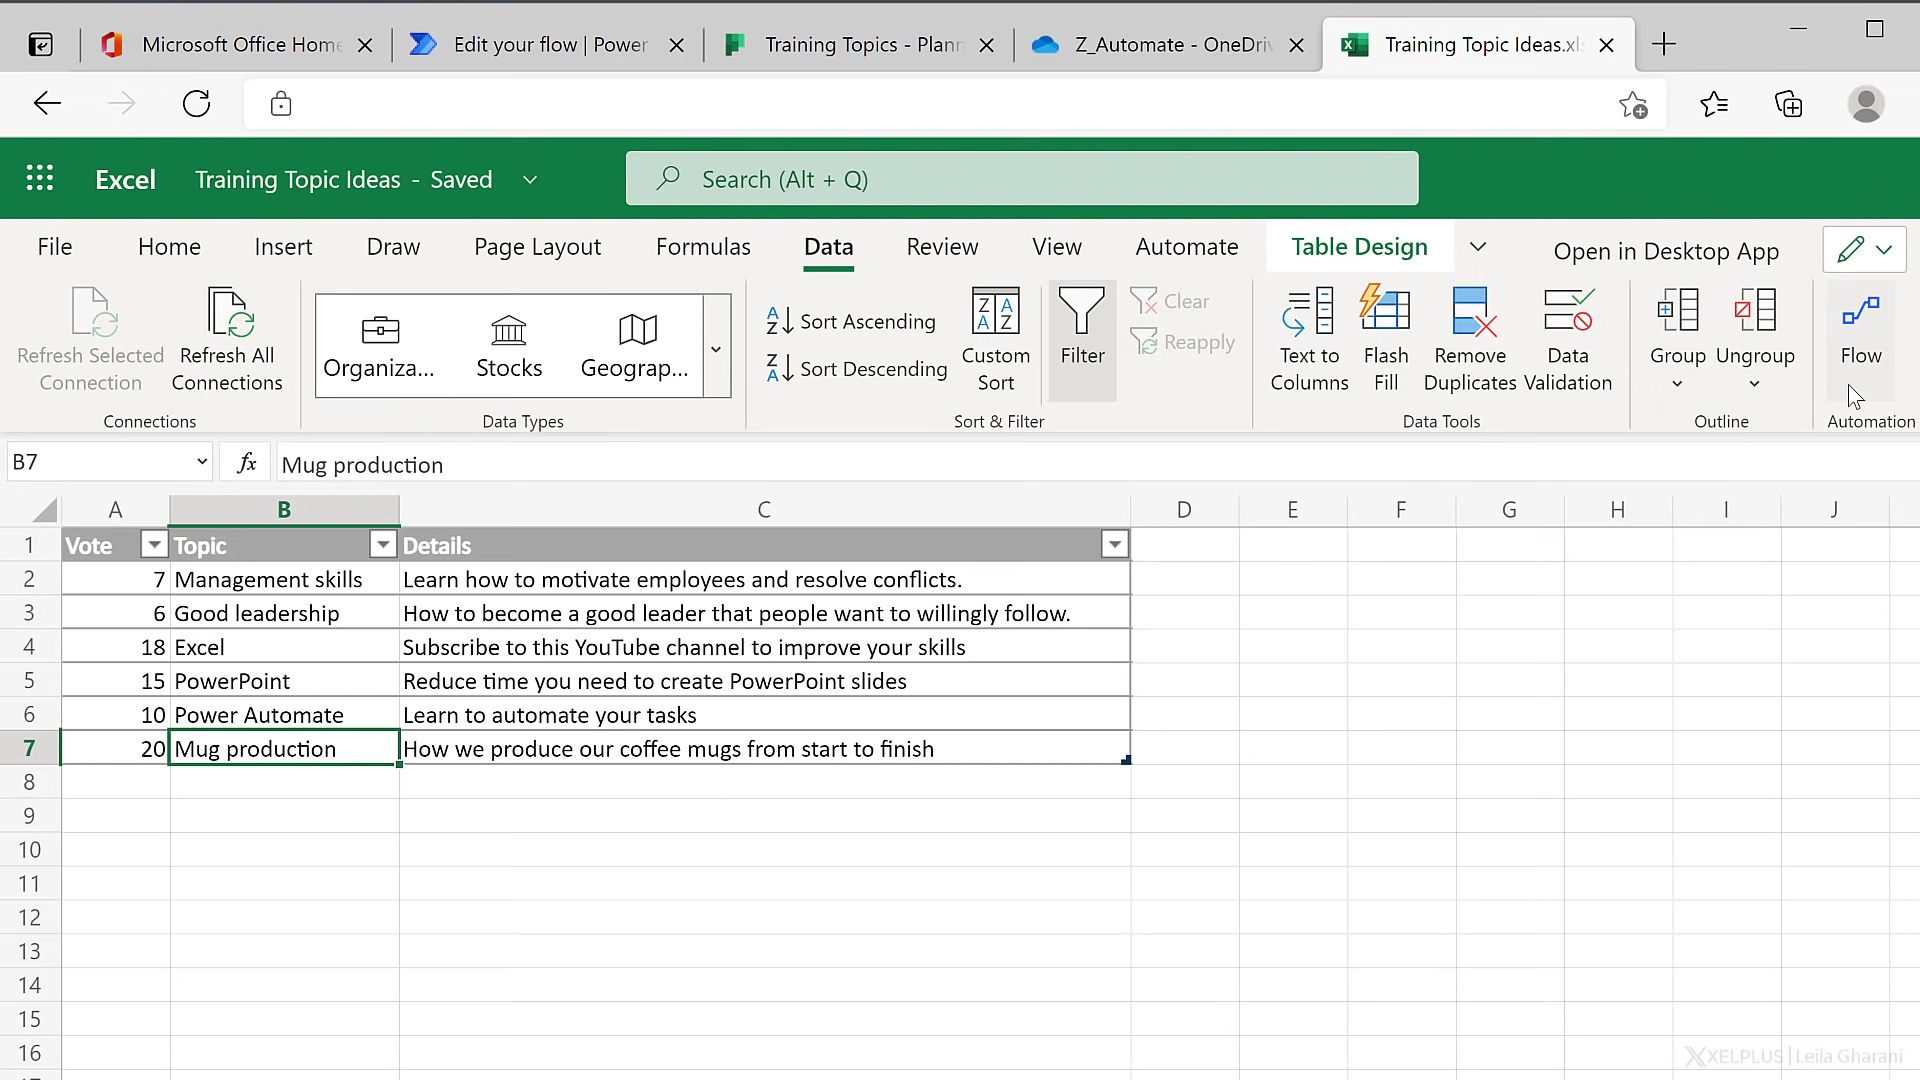 Microsoft Office Home
Edit your flow | Power
Training Topics - Plann
Z_Automate - OneDriv
Training Topic Ideas.xls
Excel
Training Topic Ideas - Saved
Search (Alt + Q)
File
Home
Insert
Draw
Page Layout
Formulas
Data
Review
View
Automate
Table Design
Open in Desktop App
Refresh Selected
Connection
Refresh All
Connections
Connections
Organiza...
Stocks
Geograp...
Data Types
Sort Ascending
Sort Descending
Custom
Sort
Filter
Clear
Reapply
Sort & Filter
Text to
Columns
Flash
Fill
Remove
Duplicates
Data
Validation
Data Tools
Group
Ungroup
Outline
Flow
Automation
B7
fx
Mug production
A B C D E F G H I J
1 Vote Topic Details
2 7 Management skills Learn how to motivate employees and resolve conflicts.
3 6 Good leadership How to become a good leader that people want to willingly follow.
4 18 Excel Subscribe to this YouTube channel to improve your skills
5 15 PowerPoint Reduce time you need to create PowerPoint slides
6 10 Power Automate Learn to automate your tasks
7 20 Mug production How we produce our coffee mugs from start to finish
8
9
10
11
12
13
14
15
16
XELPLUS | Leila Gharani